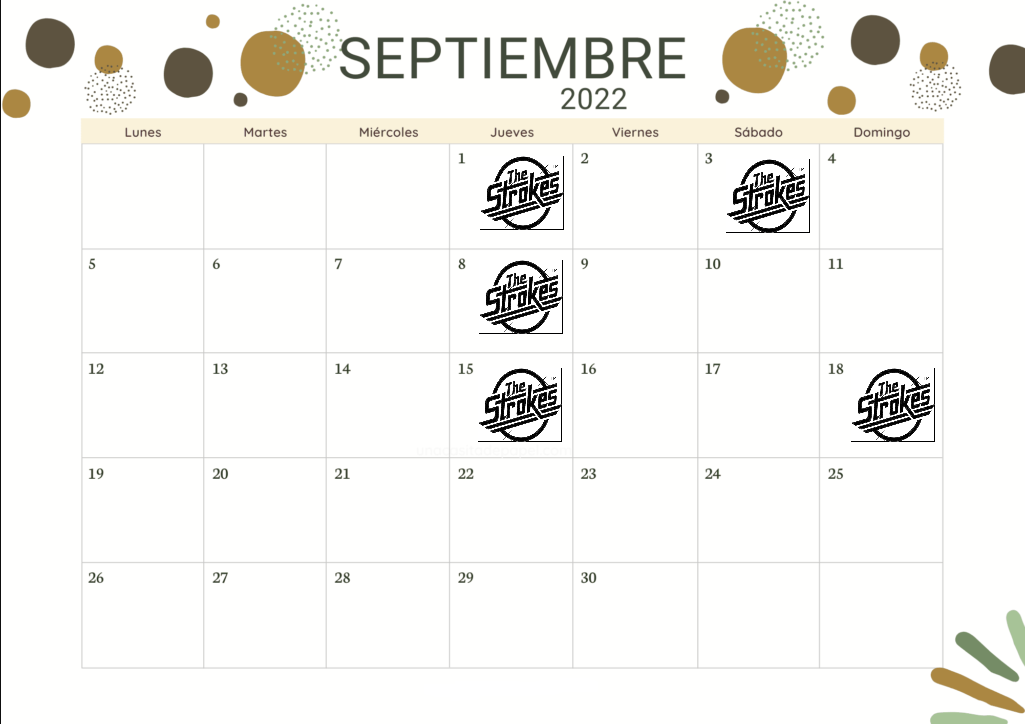 SEPTIEMBRE
2022
Lunes Martes Miércoles Jueves Viernes Sábado Domingo
1 The Strokes 2 3 The Strokes 4
5 6 7 8 The Strokes 9 10 11
12 13 14 15 The Strokes 16 17 18 The Strokes
19 20 21 22 23 24 25
26 27 28 29 30